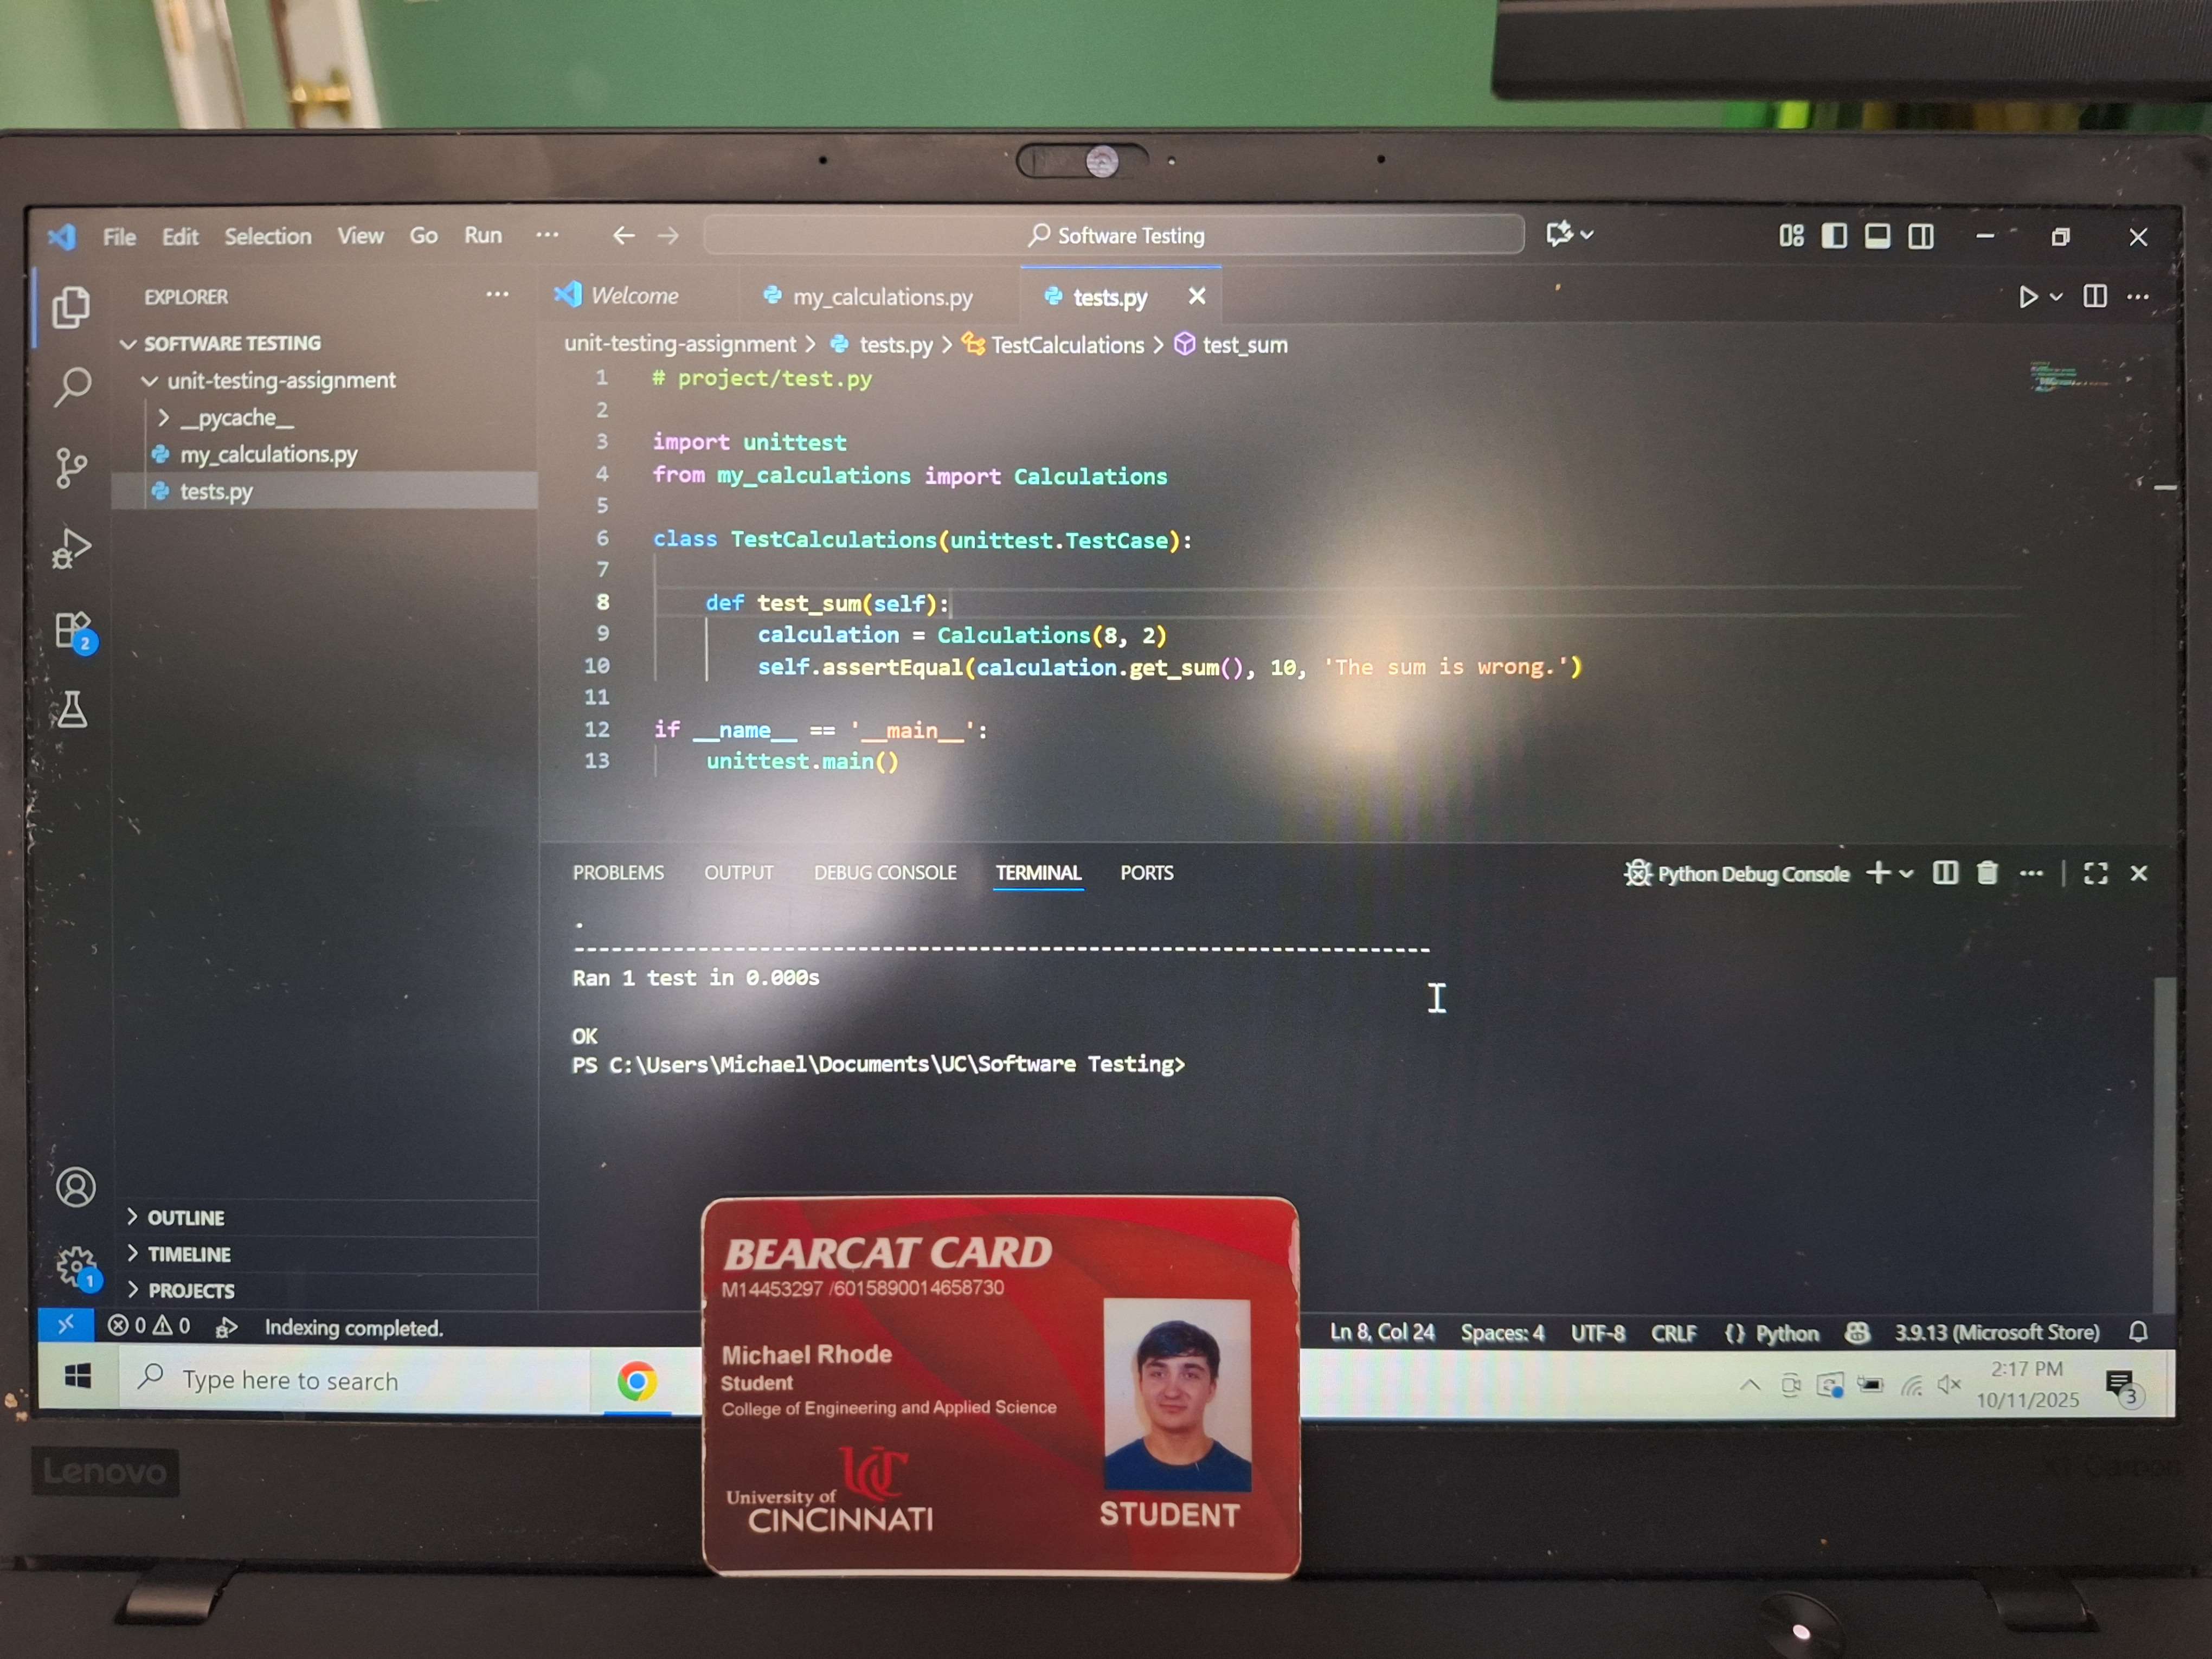 File Edit Selection View Go Run ··· Software Testing
EXPLORER ···
SOFTWARE TESTING
unit-testing-assignment
__pycache__
my_calculations.py
tests.py
Welcome my_calculations.py tests.py
unit-testing-assignment > tests.py > TestCalculations > test_sum
1 # project/test.py
2
3 import unittest
4 from my_calculations import Calculations
5
6 class TestCalculations(unittest.TestCase):
7
8 def test_sum(self):
9 calculation = Calculations(8, 2)
10 self.assertEqual(calculation.get_sum(), 10, 'The sum is wrong.')
11
12 if __name__ == '__main__':
13 unittest.main()
2
PROBLEMS OUTPUT DEBUG CONSOLE TERMINAL PORTS Python Debug Console
.
----------------------------------------------------------------------
Ran 1 test in 0.000s
OK
PS C:\Users\Michael\Documents\UC\Software Testing>
OUTLINE
TIMELINE
PROJECTS
1
0 0 Indexing completed. Ln 8, Col 24 Spaces: 4 UTF-8 CRLF {} Python 3.9.13 (Microsoft Store)
Type here to search
2:17 PM
10/11/2025
3
BEARCAT CARD
M14453297 /6015890014658730
Michael Rhode
Student
College of Engineering and Applied Science
UC
University of
CINCINNATI
STUDENT
Lenovo